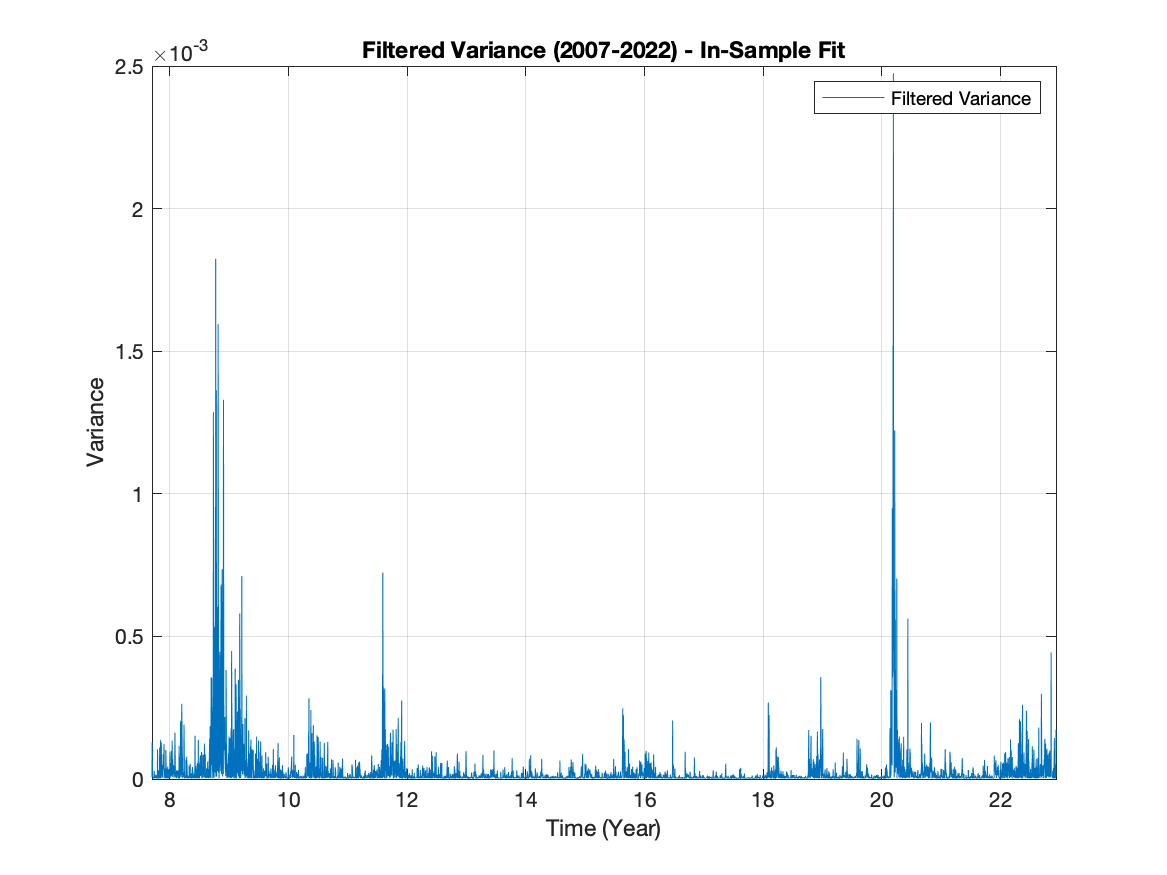 Filtered Variance (2007-2022) - In-Sample Fit
×10-3
Filtered Variance
2.5
2
1.5
1
0.5
0
Variance
8 10 12 14 16 18 20 22
Time (Year)